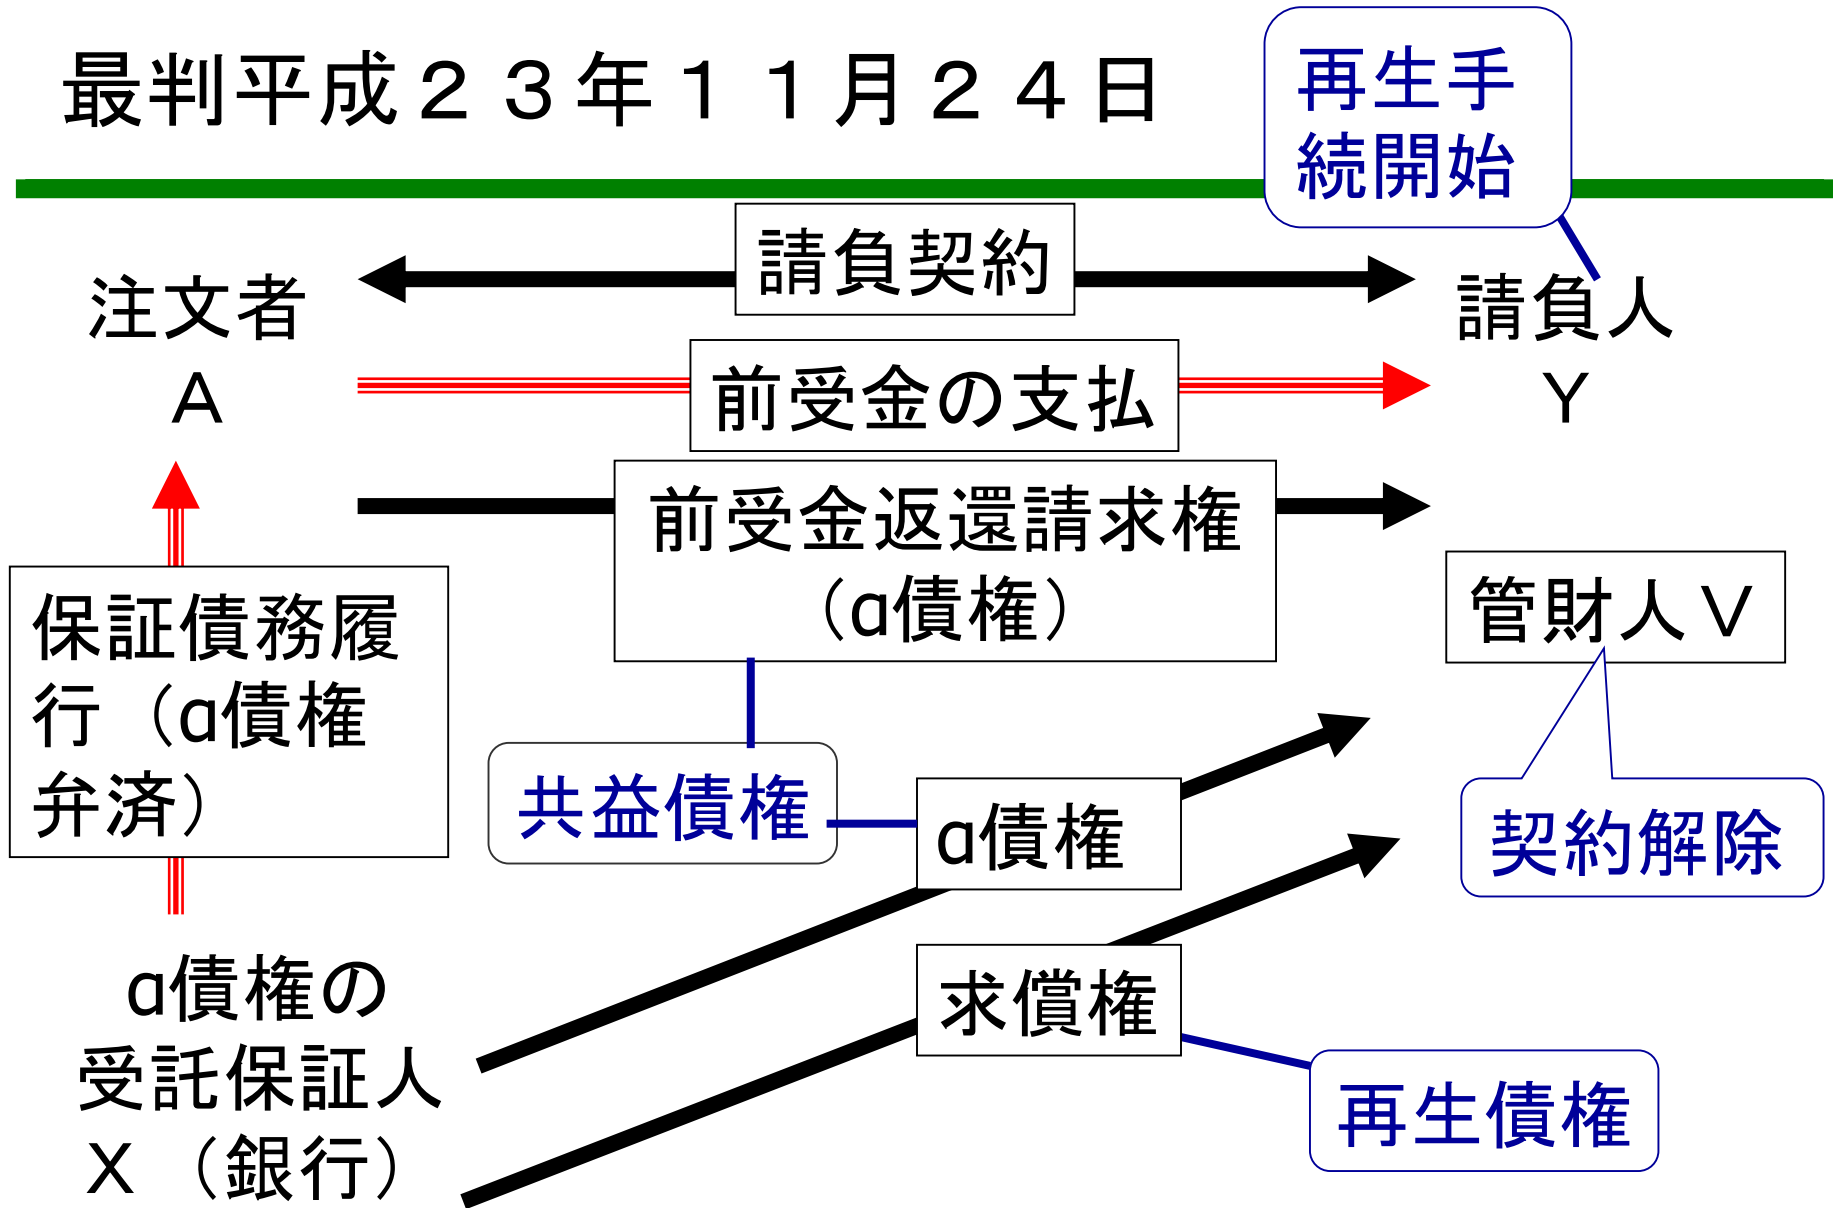 最判平成２３年１１月２４日
再生手
続開始
請負契約
注文者
A
請負人
Y
前受金の支払
前受金返還請求権
（α債権）
管財人Ｖ
保証債務履
行（α債権
弁済）
共益債権
α債権
契約解除
α債権の
受託保証人
X（銀行）
求償権
再生債権